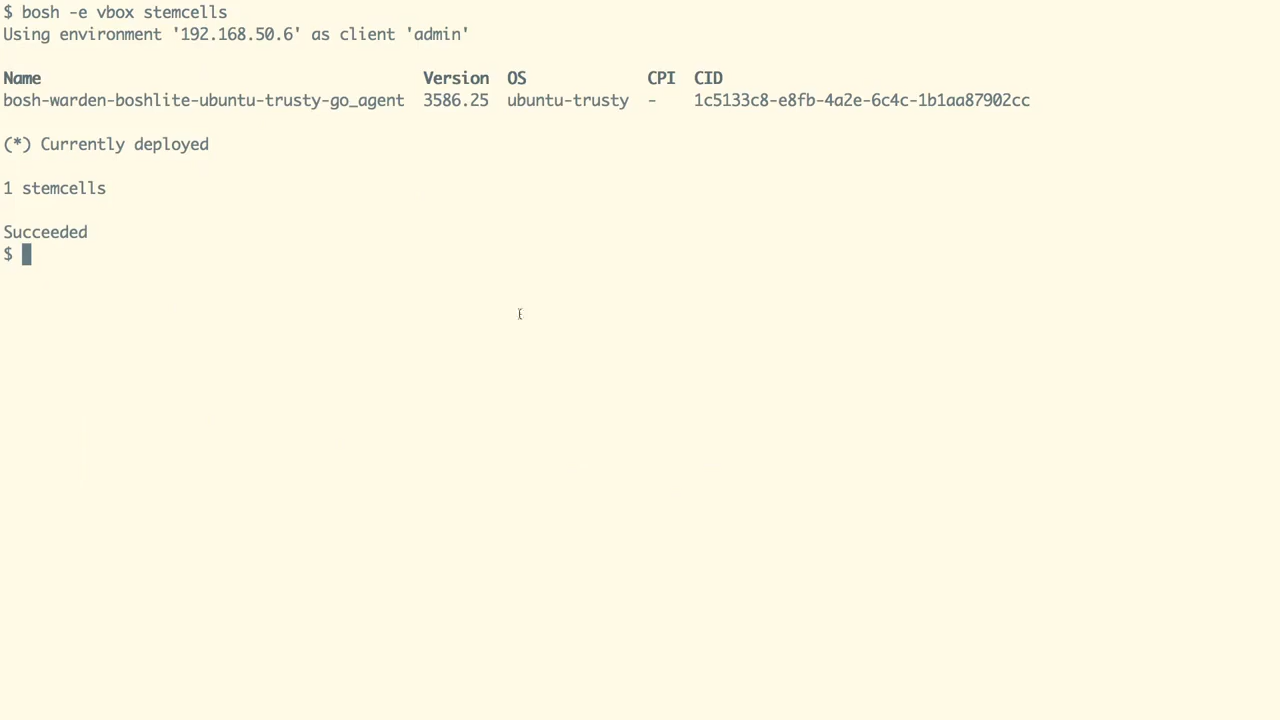 $ bosh -e vbox stemcells
Using environment '192.168.50.6' as client 'admin'
Name Version OS CPI CID
bosh-warden-boshlite-ubuntu-trusty-go_agent 3586.25 ubuntu-trusty - 1c5133c8-e8fb-4a2e-6c4c-1b1aa87902cc
(*) Currently deployed
1 stemcells
Succeeded
$